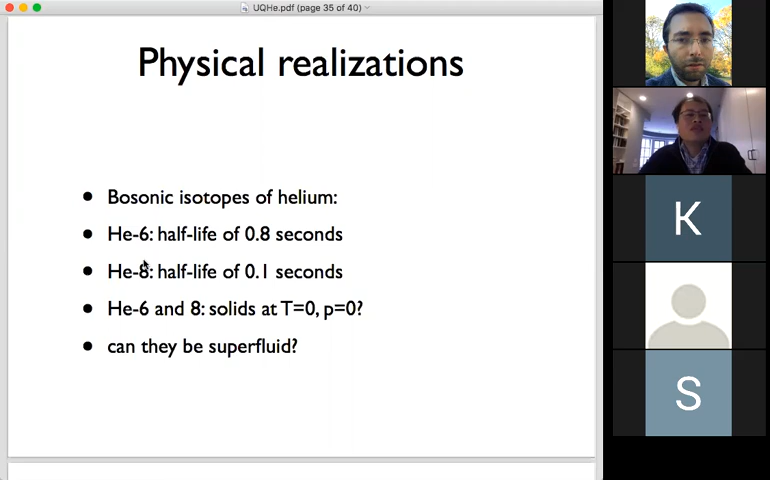 UQHe.pdf (page 35 of 40)
Physical realizations
Bosonic isotopes of helium:
He-6: half-life of 0.8 seconds
He-8: half-life of 0.1 seconds
He-6 and 8: solids at T=0, p=0?
can they be superfluid?
K
S